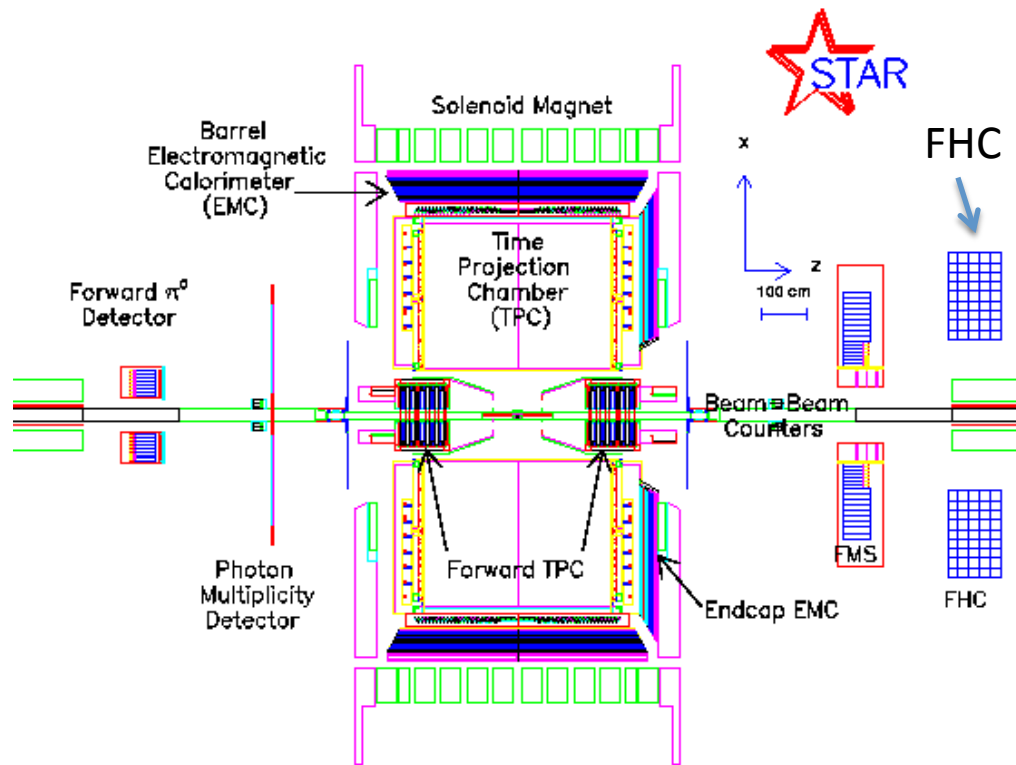 STAR
Solenoid Magnet
Barrel
Electromagnetic
Calorimeter
(EMC)
x
FHC
Time
Projection
Chamber
(TPC)
z
100 cm
Forward π⁰
Detector
Beam-Beam
Counters
Photon
Multiplicity
Detector
Forward TPC
Endcap EMC
FMS
FHC